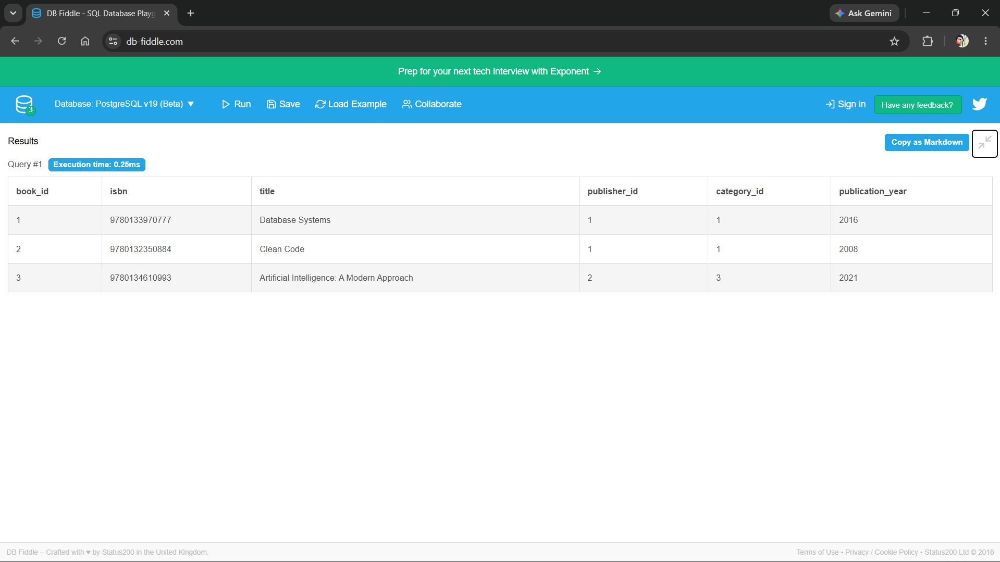 DB Fiddle - SQL Database Playg
Ask Gemini
db-fiddle.com
Prep for your next tech interview with Exponent →
3
Database: PostgreSQL v19 (Beta) ▼ Run Save Load Example Collaborate Sign in Have any feedback?
Results Copy as Markdown
Query #1 Execution time: 0.25ms
book_id isbn title publisher_id category_id publication_year
1 9780133970777 Database Systems 1 1 2016
2 9780132350884 Clean Code 1 1 2008
3 9780134610993 Artificial Intelligence: A Modern Approach 2 3 2021
DB Fiddle – Crafted with ♥ by Status200 in the United Kingdom. Terms of Use • Privacy / Cookie Policy • Status200 Ltd © 2018